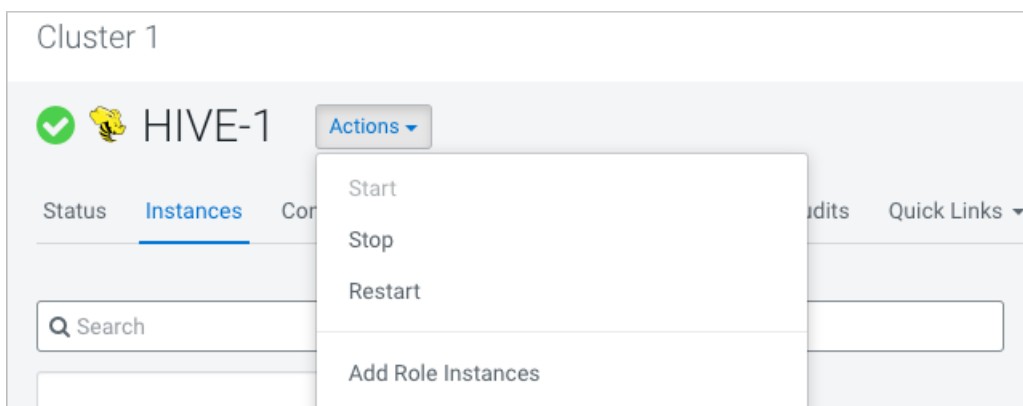 Cluster 1
HIVE-1 Actions
Start
Status Instances Quick Links
Stop
Restart
Search
Add Role Instances